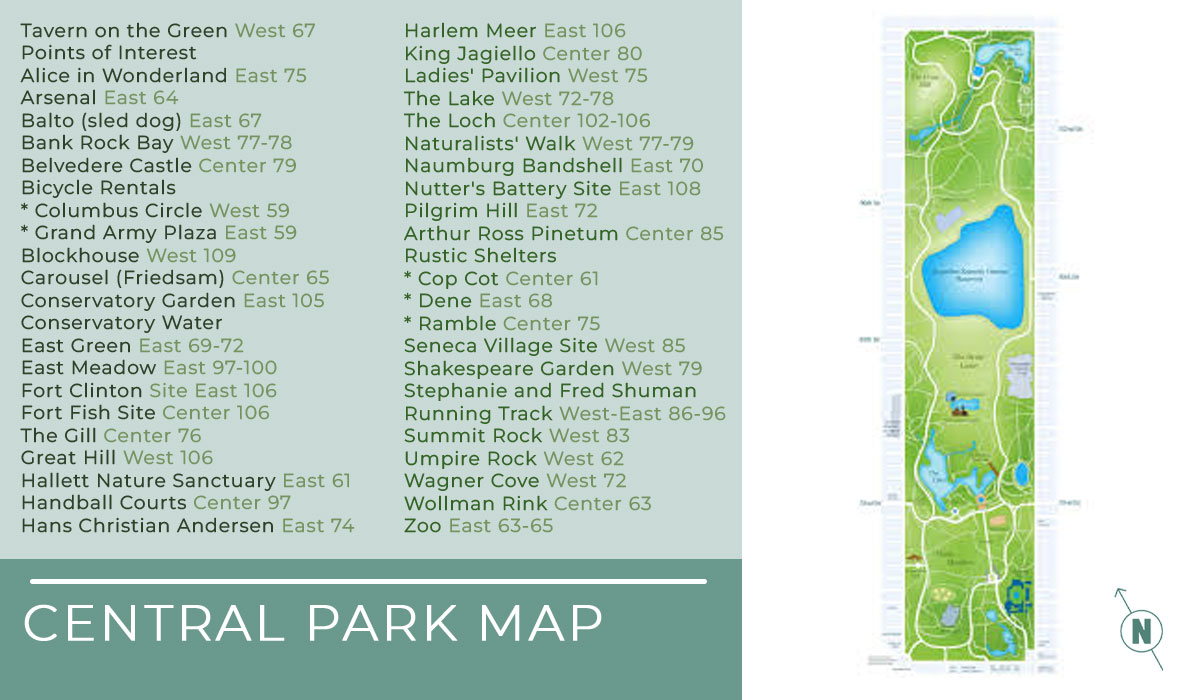 Tavern on the Green West 67
Points of Interest
Alice in Wonderland East 75
Arsenal East 64
Balto (sled dog) East 67
Bank Rock Bay West 77-78
Belvedere Castle Center 79
Bicycle Rentals
* Columbus Circle West 59
* Grand Army Plaza East 59
Blockhouse West 109
Carousel (Friedsam) Center 65
Conservatory Garden East 105
Conservatory Water
East Green East 69-72
East Meadow East 97-100
Fort Clinton Site East 106
Fort Fish Site Center 106
The Gill Center 76
Great Hill West 106
Hallett Nature Sanctuary East 61
Handball Courts Center 97
Hans Christian Andersen East 74
Harlem Meer East 106
King Jagiello Center 80
Ladies' Pavilion West 75
The Lake West 72-78
The Loch Center 102-106
Naturalists' Walk West 77-79
Naumburg Bandshell East 70
Nutter's Battery Site East 108
Pilgrim Hill East 72
Arthur Ross Pinetum Center 85
Rustic Shelters
* Cop Cot Center 61
* Dene East 68
* Ramble Center 75
Seneca Village Site West 85
Shakespeare Garden West 79
Stephanie and Fred Shuman
Running Track West-East 86-96
Summit Rock West 83
Umpire Rock West 62
Wagner Cove West 72
Wollman Rink Center 63
Zoo East 63-65
CENTRAL PARK MAP
N